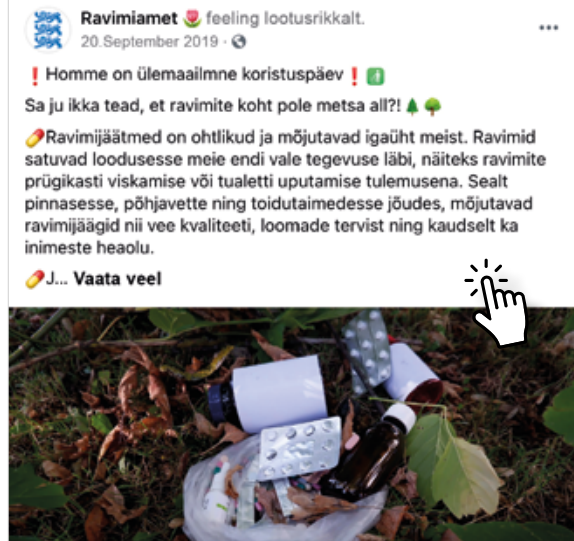 Ravimiamet 🌷 feeling lootusrikkalt.
20.September 2019 ·
❗ Homme on ülemaailmne koristuspäev ❗ 🚮
Sa ju ikka tead, et ravimite koht pole metsa all?! 🌲🌳
💊Ravimijäätmed on ohtlikud ja mõjutavad igaüht meist. Ravimid
satuvad loodusesse meie endi vale tegevuse läbi, näiteks ravimite
prügikasti viskamise või tualetti uputamise tulemusena. Sealt
pinnasesse, põhjavette ning toidutaimedesse jõudes, mõjutavad
ravimijäägid nii vee kvaliteeti, loomade tervist ning kaudselt ka
inimeste heaolu.
💊J... Vaata veel